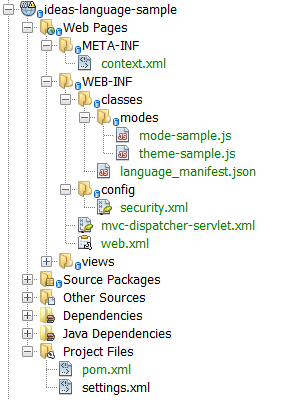 ideas-language-sample
Web Pages
META-INF
context.xml
WEB-INF
classes
modes
mode-sample.js
theme-sample.js
language_manifest.json
config
security.xml
mvc-dispatcher-servlet.xml
web.xml
views
Source Packages
Other Sources
Dependencies
Java Dependencies
Project Files
pom.xml
settings.xml